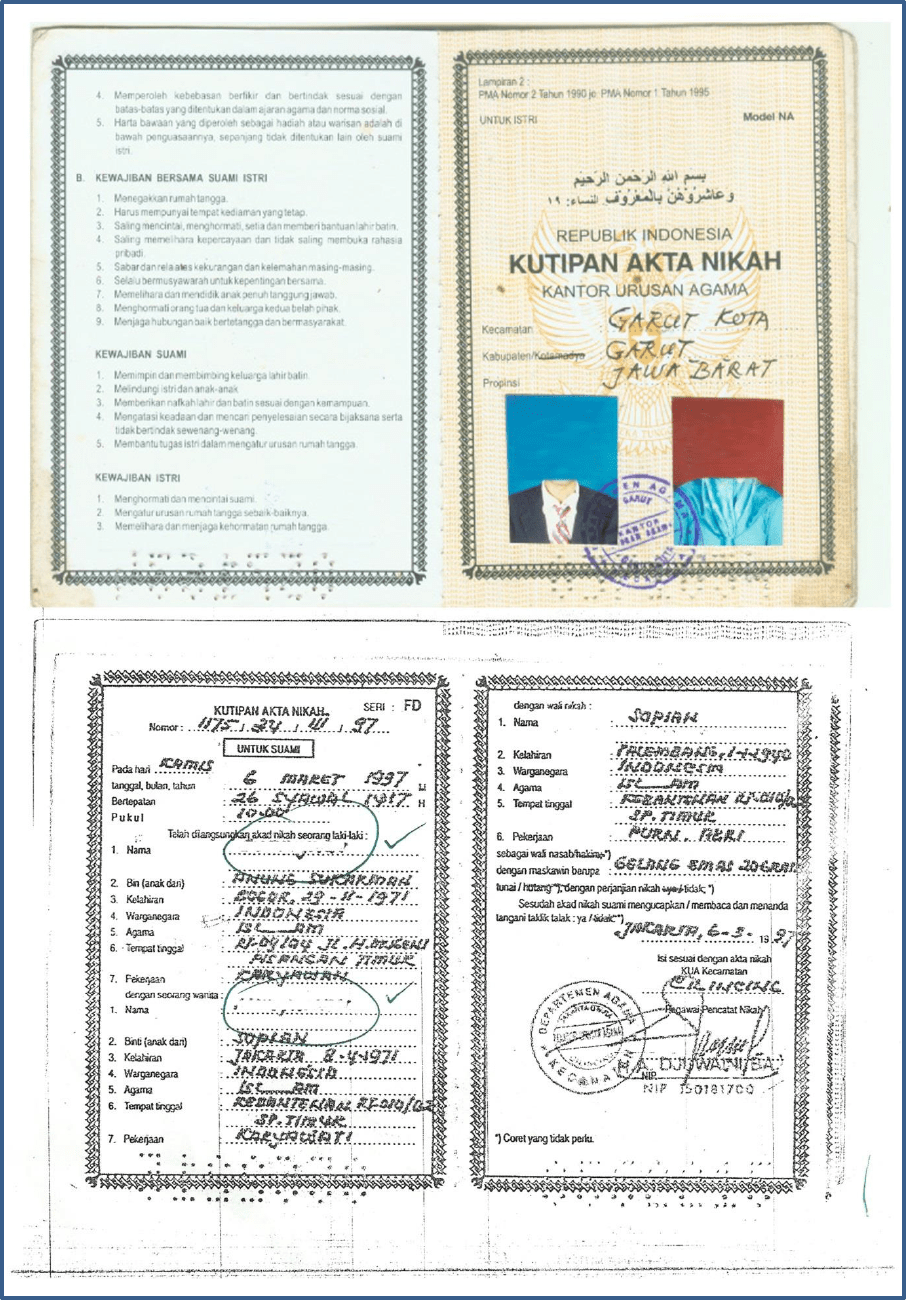 4. Memperoleh kebebasan berfikir dan bertindak sesuai dengan
batas-batas yang ditentukan dalam ajaran agama dan norma sosial.
5. Harta bawaan yang diperoleh sebagai hadiah atau warisan adalah di
bawah penguasaannya, sepanjang tidak ditentukan lain oleh suami
istri.
B. KEWAJIBAN BERSAMA SUAMI ISTRI
1. Menegakkan rumah tangga.
2. Harus mempunyai tempat kediaman yang tetap.
3. Saling mencintai, menghormati, setia dan memberi bantuan lahir batin.
4. Saling memelihara kepercayaan dan tidak saling membuka rahasia
pribadi.
5. Sabar dan rela ates kekurangan dan kelemahan masing-masing.
6. Selalu bermusyawarah untuk kepentingan bersama.
7. Memelihara dan mendidik anak penuh tanggung jawab.
8. Menghormati orang tua dan keluarga kedua belah pihak.
9. Menjaga hubungan baik bertetangga dan bermasyarakat.
KEWAJIBAN SUAMI
1. Memimpin dan membimbing keluarga lahir batin.
2. Melindungi istri dan anak-anak
3. Memberikan nafkah lahir dan batin sesuai dengan kemampuan.
4. Mengatasi keadaan dan mencari penyelesaian secara bijaksana serta
tidak bertindak sewenang-wenang.
5. Membantu tugas istri dalam mengatur urusan rumah tangga.
KEWAJIBAN ISTRI
1. Menghormati dan mencintai suami.
2. Mengatur urusan rumah tangga sebaik-baiknya.
3. Memelihara dan menjaga kehormatan rumah tangga.
Lampiran 2 :
PMA Nomor 2 Tahun 1990 jo. PMA Nomor 1 Tahun 1995
UNTUK ISTRI Model NA
بسم الله الرحمن الرحيم
وعاشروهن بالمعروف النساء: ١٩
REPUBLIK INDONESIA
KUTIPAN AKTA NIKAH
KANTOR URUSAN AGAMA
Kecamatan GARUT KOTA
Kabupaten/Kotamadya GARUT
Propinsi JAWA BARAT
GARUT
KANTOR
KUTIPAN AKTA NIKAH SERI : FD
Nomor : 1175, 24, III, 97
UNTUK SUAMI
Pada hari KAMIS
tanggal, bulan, tahun 6 MARET 1997 M
Bertepatan 26 SYAWAL 1417 H
Pukul 10.00
Telah dilangsungkan akad nikah seorang laki-laki :
1. Nama
2. Bin (anak dari) ANUNG SUKARMAN
3. Kelahiran BOGOR, 29-11-1971
4. Warganegara INDONESIA
5. Agama ISLAM
6. Tempat tinggal RT-04/04 JL. H.
PISANGAN TIMUR
7. Pekerjaan KARYAWAN
dengan seorang wanita :
1. Nama
2. Binti (anak dari) SOPIAN
3. Kelahiran JAKARTA 8-4-1971
4. Warganegara INDONESIA
5. Agama ISLAM
6. Tempat tinggal KEBANTENAN RT-010/02
SP. TIMUR
7. Pekerjaan KARYAWATI
dengan wali nikah :
1. Nama SOPIAN
2. Kelahiran PALEMBANG, 1-1-1940
3. Warganegara INDONESIA
4. Agama ISLAM
5. Tempat tinggal KEBANTENAN RT-010/02
SP. TIMUR
6. Pekerjaan PURN. ABRI
sebagai wali nasab/hakim,*)
dengan maskawin berupa : GELANG EMAS 20 GRAM
tunai / hutang*), dengan perjanjian nikah : ya / tidak; *)
Sesudah akad nikah suami mengucapkan / membaca dan menanda
tangani taklik talak : ya / tidak*)
JAKARTA, 6-3- 1997
Isi sesuai dengan akta nikah
KUA Kecamatan
CILINCING
Pegawai Pencatat Nikah
DEPARTEMEN AGAMA
KECAMATAN
H.A. DJUWAINI, BA
NIP 150181700
*) Coret yang tidak perlu.